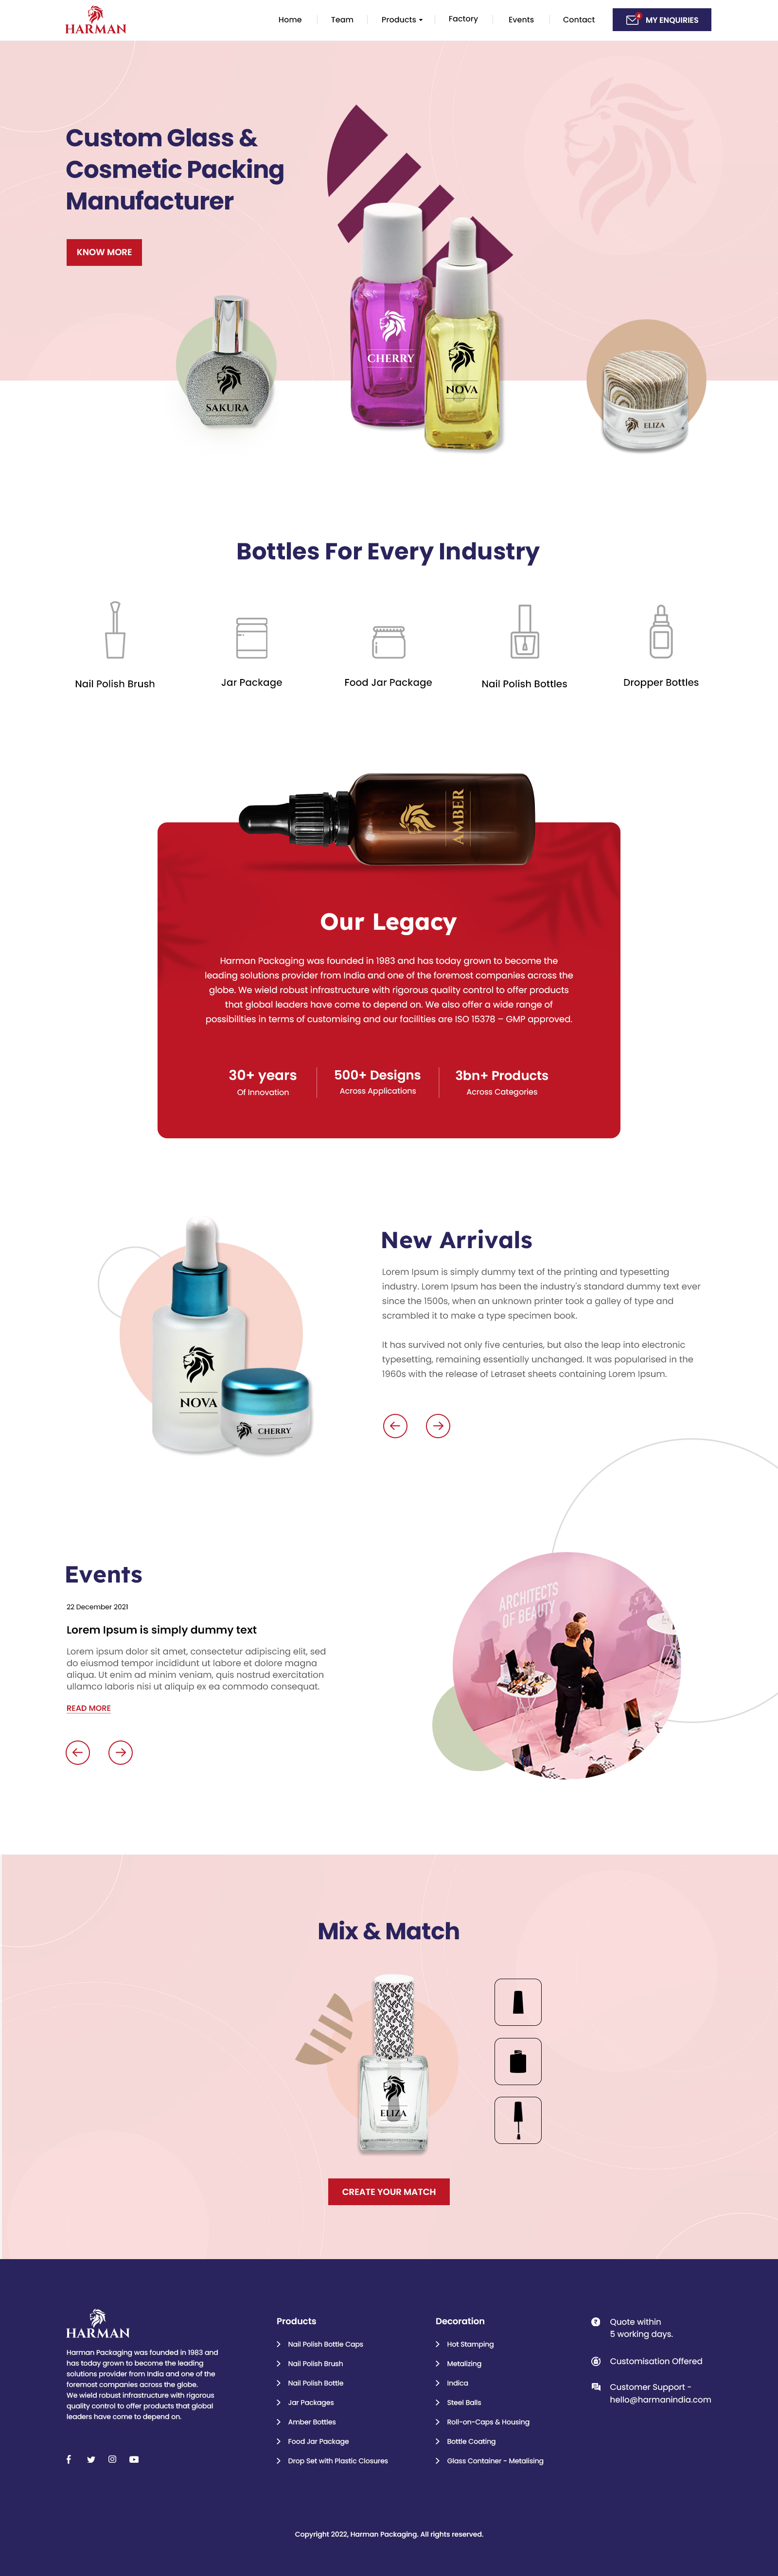 HARMAN
Home
Team
Products
Factory
Events
Contact
MY ENQUIRIES
Custom Glass &
Cosmetic Packing
Manufacturer
KNOW MORE
CHERRY
NOVA
SAKURA
ELIZA
Bottles For Every Industry
Nail Polish Brush
Jar Package
Food Jar Package
Nail Polish Bottles
Dropper Bottles
AMBER
Our Legacy
Harman Packaging was founded in 1983 and has today grown to become the
leading solutions provider from India and one of the foremost companies across the
globe. We wield robust infrastructure with rigorous quality control to offer products
that global leaders have come to depend on. We also offer a wide range of
possibilities in terms of customising and our facilities are ISO 15378 – GMP approved.
30+ years
Of Innovation
500+ Designs
Across Applications
3bn+ Products
Across Categories
NOVA
CHERRY
New Arrivals
Lorem Ipsum is simply dummy text of the printing and typesetting
industry. Lorem Ipsum has been the industry's standard dummy text ever
since the 1500s, when an unknown printer took a galley of type and
scrambled it to make a type specimen book.
It has survived not only five centuries, but also the leap into electronic
typesetting, remaining essentially unchanged. It was popularised in the
1960s with the release of Letraset sheets containing Lorem Ipsum.
Events
22 December 2021
Lorem Ipsum is simply dummy text
Lorem ipsum dolor sit amet, consectetur adipiscing elit, sed
do eiusmod tempor incididunt ut labore et dolore magna
aliqua. Ut enim ad minim veniam, quis nostrud exercitation
ullamco laboris nisi ut aliquip ex ea commodo consequat.
READ MORE
ARCHITECTS
OF BEAUTY
Mix & Match
ELIZA
CREATE YOUR MATCH
HARMAN
Harman Packaging was founded in 1983 and
has today grown to become the leading
solutions provider from India and one of the
foremost companies across the globe.
We wield robust infrastructure with rigorous
quality control to offer products that global
leaders have come to depend on.
Products
Nail Polish Bottle Caps
Nail Polish Brush
Nail Polish Bottle
Jar Packages
Amber Bottles
Food Jar Package
Drop Set with Plastic Closures
Decoration
Hot Stamping
Metalizing
Indica
Steel Balls
Roll-on-Caps & Housing
Bottle Coating
Glass Container - Metalising
Quote within
5 working days.
Customisation Offered
Customer Support -
hello@harmanindia.com
Copyright 2022, Harman Packaging. All rights reserved.